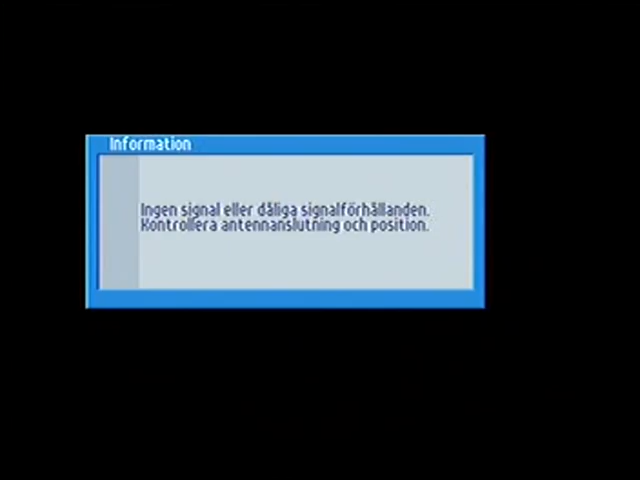 Information
Ingen signal eller dåliga signalförhållanden.
Kontrollera antennanslutning och position.